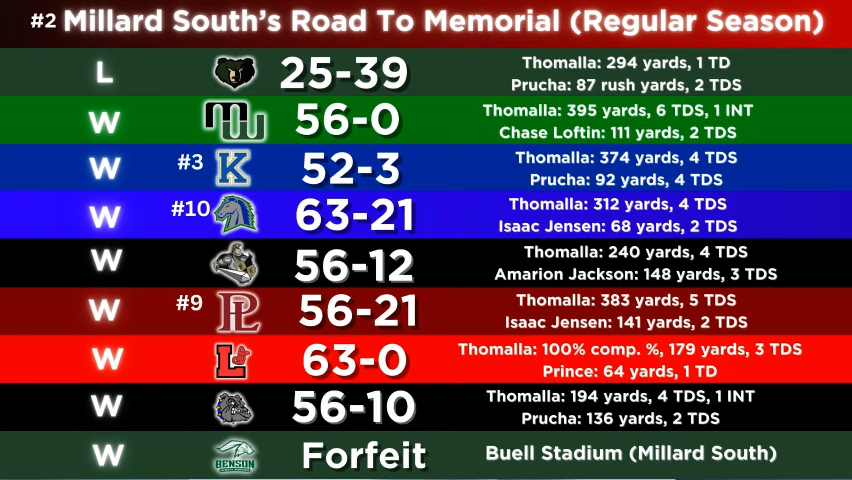 #2 Millard South's Road To Memorial (Regular Season)
L 25-39 Thomalla: 294 yards, 1 TD
Prucha: 87 rush yards, 2 TDS
W MW 56-0 Thomalla: 395 yards, 6 TDS, 1 INT
Chase Loftin: 111 yards, 2 TDS
W #3 K 52-3 Thomalla: 374 yards, 4 TDS
Prucha: 92 yards, 4 TDS
W #10 63-21 Thomalla: 312 yards, 4 TDS
Isaac Jensen: 68 yards, 2 TDS
W 56-12 Thomalla: 240 yards, 4 TDS
Amarion Jackson: 148 yards, 3 TDS
W #9 PL 56-21 Thomalla: 383 yards, 5 TDS
Isaac Jensen: 141 yards, 2 TDS
W L 63-0 Thomalla: 100% comp. %, 179 yards, 3 TDS
Prince: 64 yards, 1 TD
W 56-10 Thomalla: 194 yards, 4 TDS, 1 INT
Prucha: 136 yards, 2 TDS
W BENSON Forfeit Buell Stadium (Millard South)